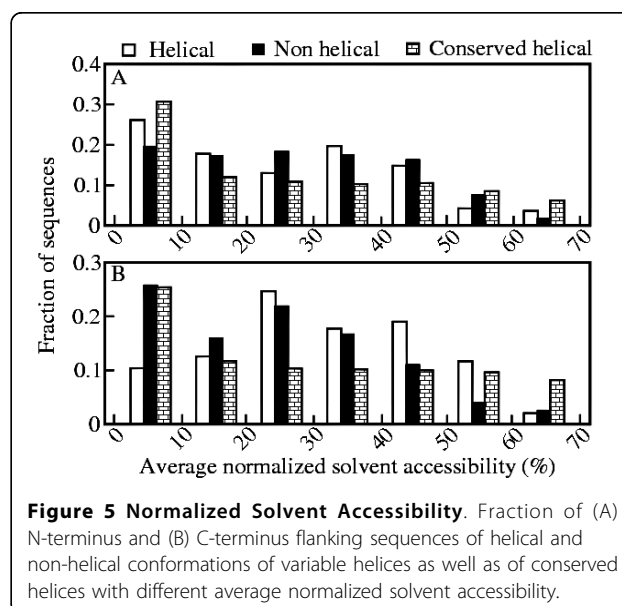 Helical Non helical Conserved helical
0.4
A
0.3
0.2
0.1
0
0 10 20 30 40 50 60 70
Fraction of sequences
0.3
B
0.2
0.1
0
0 10 20 30 40 50 60 70
Average normalized solvent accessibility (%)
Figure 5 Normalized Solvent Accessibility. Fraction of (A)
N-terminus and (B) C-terminus flanking sequences of helical and
non-helical conformations of variable helices as well as of conserved
helices with different average normalized solvent accessibility.